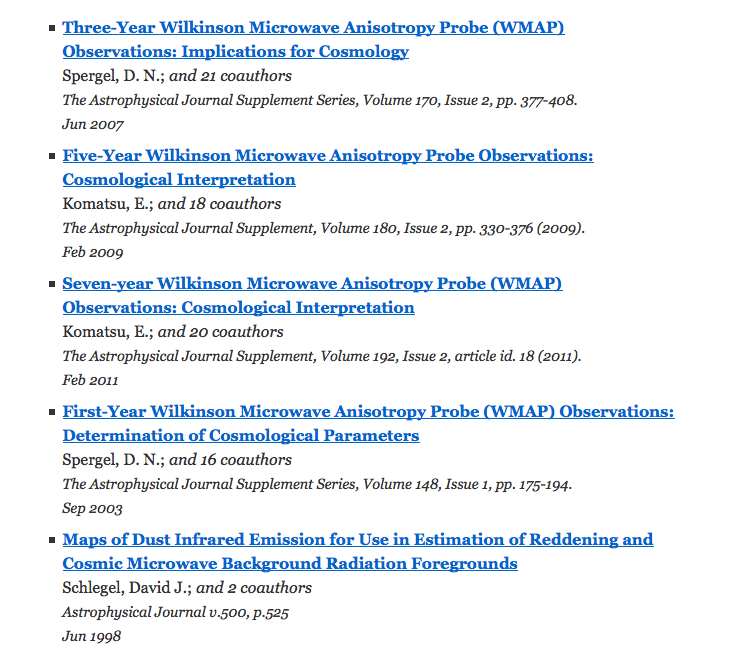 Three-Year Wilkinson Microwave Anisotropy Probe (WMAP)
Observations: Implications for Cosmology
Spergel, D. N.; and 21 coauthors
The Astrophysical Journal Supplement Series, Volume 170, Issue 2, pp. 377-408.
Jun 2007
Five-Year Wilkinson Microwave Anisotropy Probe Observations:
Cosmological Interpretation
Komatsu, E.; and 18 coauthors
The Astrophysical Journal Supplement, Volume 180, Issue 2, pp. 330-376 (2009).
Feb 2009
Seven-year Wilkinson Microwave Anisotropy Probe (WMAP)
Observations: Cosmological Interpretation
Komatsu, E.; and 20 coauthors
The Astrophysical Journal Supplement, Volume 192, Issue 2, article id. 18 (2011).
Feb 2011
First-Year Wilkinson Microwave Anisotropy Probe (WMAP) Observations:
Determination of Cosmological Parameters
Spergel, D. N.; and 16 coauthors
The Astrophysical Journal Supplement Series, Volume 148, Issue 1, pp. 175-194.
Sep 2003
Maps of Dust Infrared Emission for Use in Estimation of Reddening and
Cosmic Microwave Background Radiation Foregrounds
Schlegel, David J.; and 2 coauthors
Astrophysical Journal v.500, p.525
Jun 1998